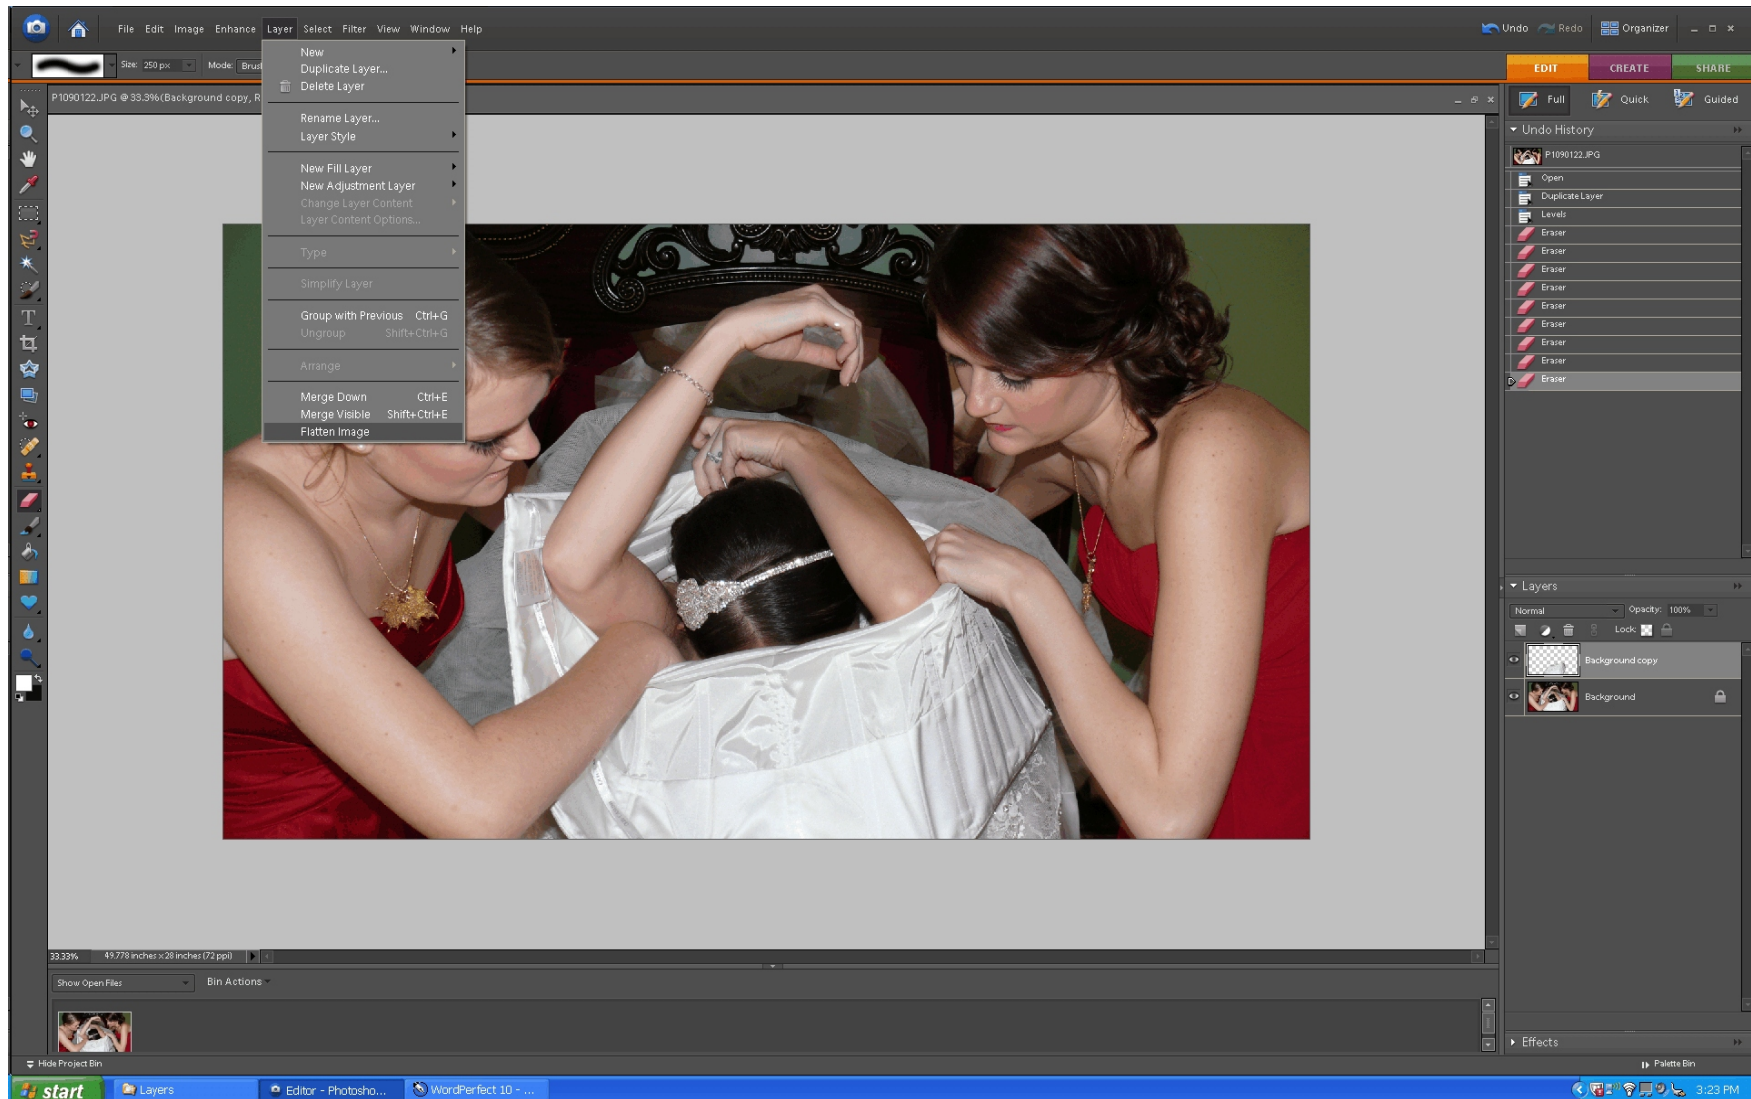 File Edit Image Enhance Layer Select Filter View Window Help
Undo Redo Organizer
Size: 250 px Mode: Brus
EDIT CREATE SHARE
P1090122.JPG @ 33.3% (Background copy, R
Full Quick Guided
New
Duplicate Layer...
Delete Layer
Rename Layer...
Layer Style
New Fill Layer
New Adjustment Layer
Change Layer Content
Layer Content Options...
Type
Simplify Layer
Group with Previous Ctrl+G
Ungroup Shift+Ctrl+G
Arrange
Merge Down Ctrl+E
Merge Visible Shift+Ctrl+E
Flatten Image
Undo History
P1090122.JPG
Open
Duplicate Layer
Levels
Eraser
Eraser
Eraser
Eraser
Eraser
Eraser
Eraser
Eraser
Eraser
Layers
Normal Opacity: 100%
Lock:
Background copy
Background
33.33% 49.778 inches x 28 inches (72 ppi)
Show Open Files Bin Actions
Effects
Hide Project Bin
Palette Bin
start Layers Editor - Photosho... WordPerfect 10 - ... 3:23 PM